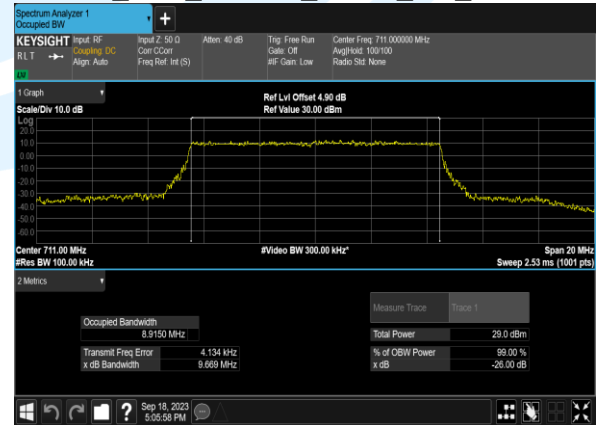 Spectrum Analyzer 1
Occupied BW
KEYSIGHT Input: RF Input Z: 50 Ω Atten: 40 dB Trig: Free Run Center Freq: 711.000000 MHz
RLT Coupling: DC Corr CCorr Gate: Off Avg|Hold: 100/100
Align: Auto Freq Ref: Int (S) #IF Gain: Low Radio Std: None
1 Graph
Ref Lvl Offset 4.90 dB
Scale/Div 10.0 dB Ref Value 30.00 dBm
Log
20.0
10.0
0.00
-10.0
-20.0
-30.0
-40.0
-50.0
-60.0
Center 711.00 MHz #Video BW 300.00 kHz* Span 20 MHz
#Res BW 100.00 kHz Sweep 2.53 ms (1001 pts)
2 Metrics
Measure Trace Trace 1
Occupied Bandwidth
8.9150 MHz Total Power 29.0 dBm
Transmit Freq Error 4.134 kHz % of OBW Power 99.00 %
x dB Bandwidth 9.669 MHz x dB -26.00 dB
? Sep 18, 2023
5:05:58 PM